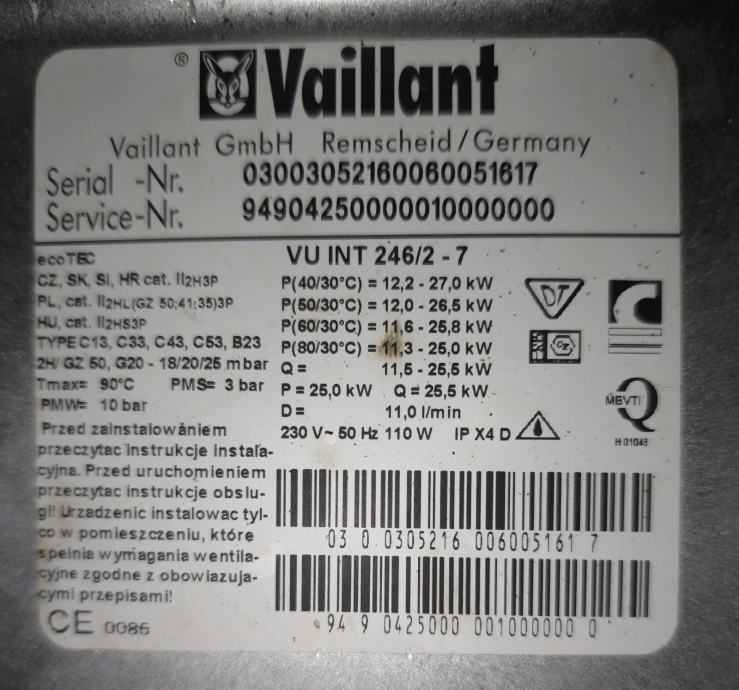 ® Vaillant
Vaillant GmbH Remscheid/Germany
Serial -Nr. 03003052160060051617
Service-Nr. 94904250000010000000
ecoTEC
VU INT 246/2 - 7
CZ, SK, SI, HR cat. II2H3P
P(40/30°C) = 12,2 - 27,0 kW
PL, cat. II2HL(GZ 50;41;35)3P
P(50/30°C) = 12,0 - 26,5 kW
HU, cat. II2HS3P
P(60/30°C) = 11,6 - 25,8 kW
TYPE C13, C33, C43, C53, B23
P(80/30°C) = 11,3 - 25,0 kW
2H/ GZ 50, G20 - 18/20/25 mbar
Q = 11,5 - 25,5 kW
Tmax= 90°C PMS= 3 bar
P = 25,0 kW Q = 25,5 kW
PMW= 10 bar
D = 11,0 l/min
230 V~ 50 Hz 110 W IP X4 D
DT
CZ
MEVTI
H 01048
Przed zainstalowaniem
przeczytac instrukcje instala-
cyjna. Przed uruchomieniem
przeczytac instrukcje obslu-
gi! Urzadzenic instalowac tyl-
co w pomieszczeniu, które
spelnia wymagania wentila-
cyjne zgodne z obowiazuja-
cymi przepisami!
CE 0085
03 0 0305216 006005161 7
94 9 0425000 001000000 0